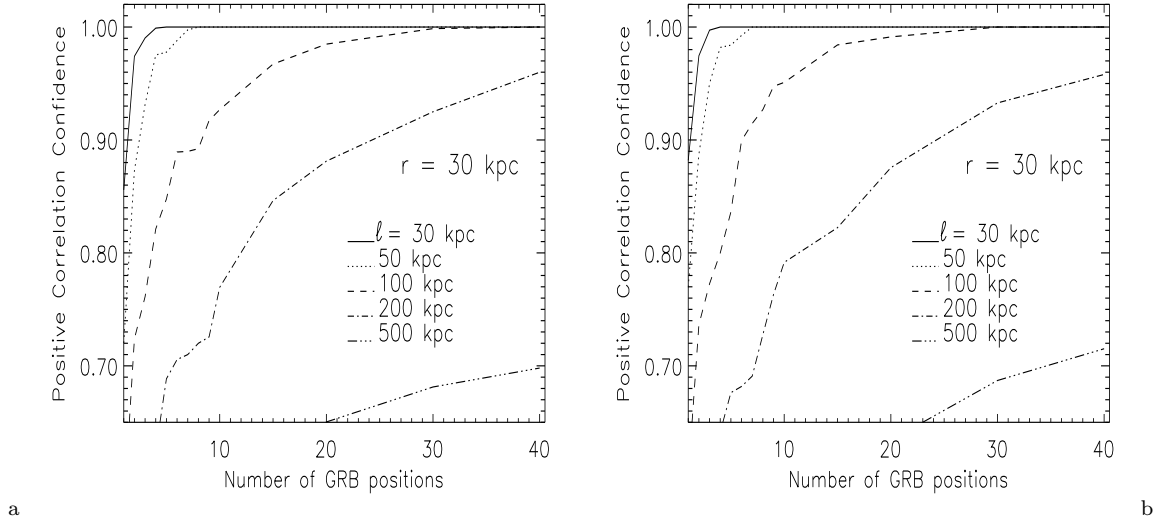 Positive Correlation Confidence
1.00
0.90
0.80
0.70
r = 30 kpc
ℓ = 30 kpc
50 kpc
100 kpc
200 kpc
500 kpc
10 20 30 40
Number of GRB positions
a
Positive Correlation Confidence
1.00
0.90
0.80
0.70
r = 30 kpc
ℓ = 30 kpc
50 kpc
100 kpc
200 kpc
500 kpc
10 20 30 40
Number of GRB positions
b